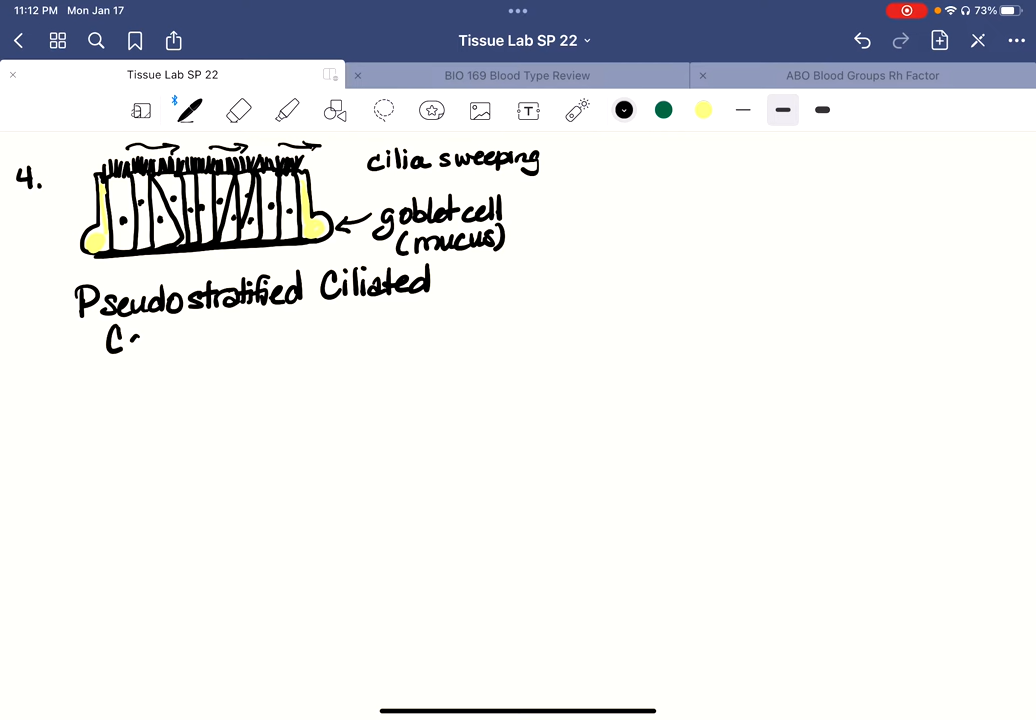 11:12 PM Mon Jan 17
73%
Tissue Lab SP 22
Tissue Lab SP 22
BIO 169 Blood Type Review
ABO Blood Groups Rh Factor
4.
cilia sweeping
goblet cell
(mucus)
Pseudostratified Ciliated
C